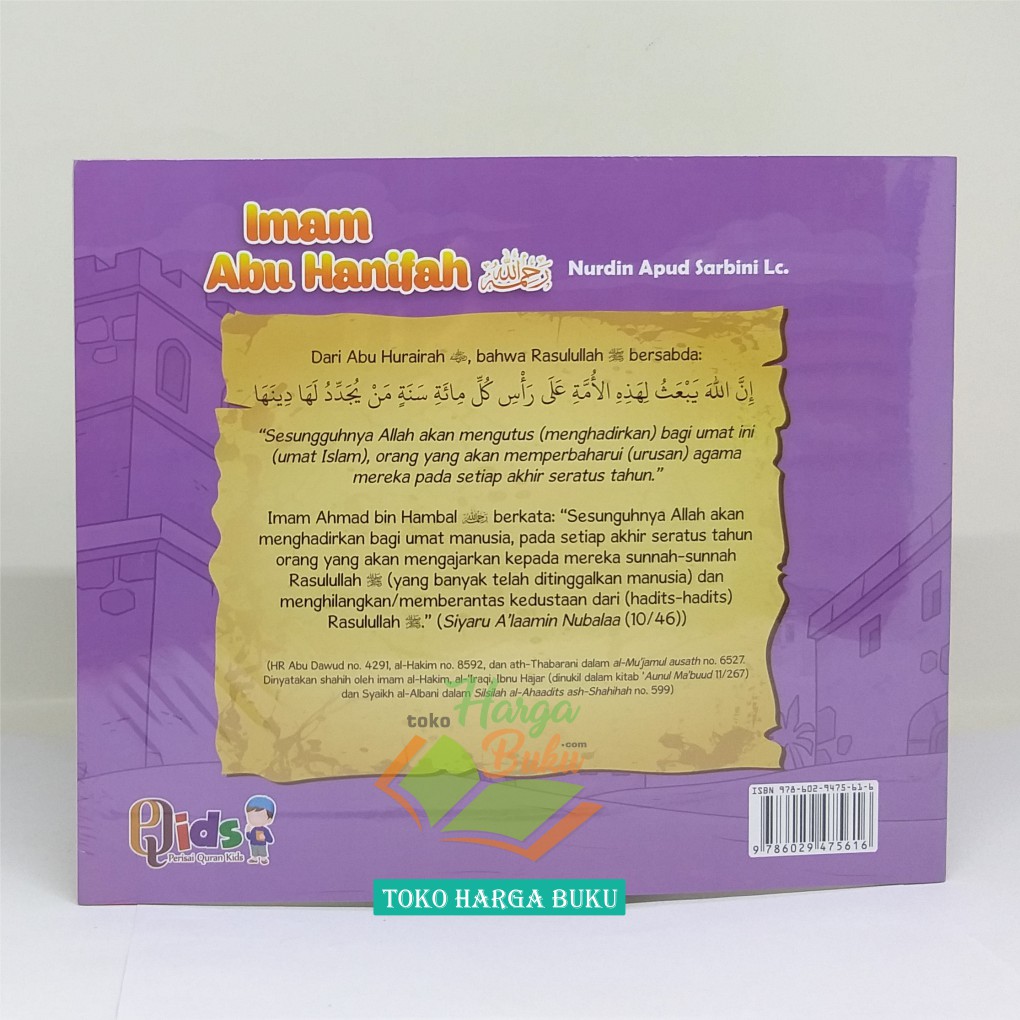 Imam
Abu Hanifah رحمه الله
Nurdin Apud Sarbini Lc.
Dari Abu Hurairah, bahwa Rasulullah ﷺ bersabda:
إِنَّ اللهَ يَبْعَثُ لِهَذِهِ الأُمَّةِ عَلَى رَأْسِ كُلِّ مِائَةِ سَنَةٍ مَنْ يُجَدِّدُ لَهَا دِينَهَا
“Sesungguhnya Allah akan mengutus (menghadirkan) bagi umat ini
(umat Islam), orang yang akan memperbaharui (urusan) agama
mereka pada setiap akhir seratus tahun.”
Imam Ahmad bin Hambal رحمه الله berkata: “Sesunguhnya Allah akan
menghadirkan bagi umat manusia, pada setiap akhir seratus tahun
orang yang akan mengajarkan kepada mereka sunnah-sunnah
Rasulullah ﷺ (yang banyak telah ditinggalkan manusia) dan
menghilangkan/memberantas kedustaan dari (hadits-hadits)
Rasulullah ﷺ.” (Siyaru A'laamin Nubalaa (10/46))
(HR Abu Dawud no. 4291, al-Hakim no. 8592, dan ath-Thabarani dalam al-Mu'jamul ausath no. 6527.
Dinyatakan shahih oleh imam al-Hakim, al-'Iraqi, Ibnu Hajar (dinukil dalam kitab 'Aunul Ma'buud 11/267)
dan Syaikh al-Albani dalam Silsilah al-Ahaadits ash-Shahihah no. 599)
toko Harga
Buku .com
ISBN 978-602-9475-61-6
9 786029 475616
PQids
Perisai Quran Kids
TOKO HARGA BUKU